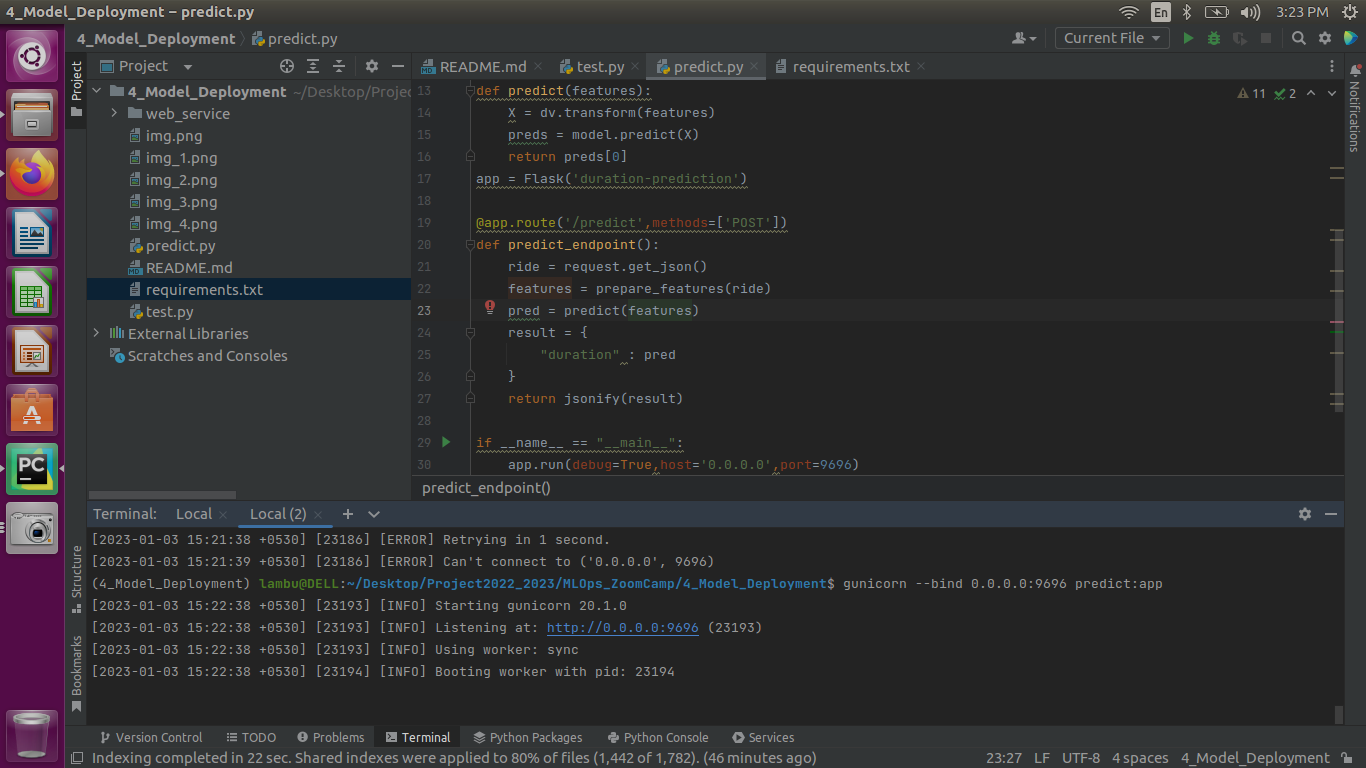 4_Model_Deployment – predict.py
En
3:23 PM
4_Model_Deployment
predict.py
Current File
Project
README.md
test.py
predict.py
requirements.txt
Project
4_Model_Deployment ~/Desktop/Projec
web_service
img.png
img_1.png
img_2.png
img_3.png
img_4.png
predict.py
README.md
requirements.txt
test.py
External Libraries
Scratches and Consoles
11 2
Notifications
13 def predict(features):
14 X = dv.transform(features)
15 preds = model.predict(X)
16 return preds[0]
17 app = Flask('duration-prediction')
18
19 @app.route('/predict',methods=['POST'])
20 def predict_endpoint():
21 ride = request.get_json()
22 features = prepare_features(ride)
23 pred = predict(features)
24 result = {
25 "duration" : pred
26 }
27 return jsonify(result)
28
29 if __name__ == "__main__":
30 app.run(debug=True,host='0.0.0.0',port=9696)
predict_endpoint()
Terminal: Local Local (2)
Structure
Bookmarks
[2023-01-03 15:21:38 +0530] [23186] [ERROR] Retrying in 1 second.
[2023-01-03 15:21:39 +0530] [23186] [ERROR] Can't connect to ('0.0.0.0', 9696)
(4_Model_Deployment) lambu@DELL:~/Desktop/Project2022_2023/MLOps_ZoomCamp/4_Model_Deployment$ gunicorn --bind 0.0.0.0:9696 predict:app
[2023-01-03 15:22:38 +0530] [23193] [INFO] Starting gunicorn 20.1.0
[2023-01-03 15:22:38 +0530] [23193] [INFO] Listening at: http://0.0.0.0:9696 (23193)
[2023-01-03 15:22:38 +0530] [23193] [INFO] Using worker: sync
[2023-01-03 15:22:38 +0530] [23194] [INFO] Booting worker with pid: 23194
Version Control TODO Problems Terminal Python Packages Python Console Services
Indexing completed in 22 sec. Shared indexes were applied to 80% of files (1,442 of 1,782). (46 minutes ago) 23:27 LF UTF-8 4 spaces 4_Model_Deployment